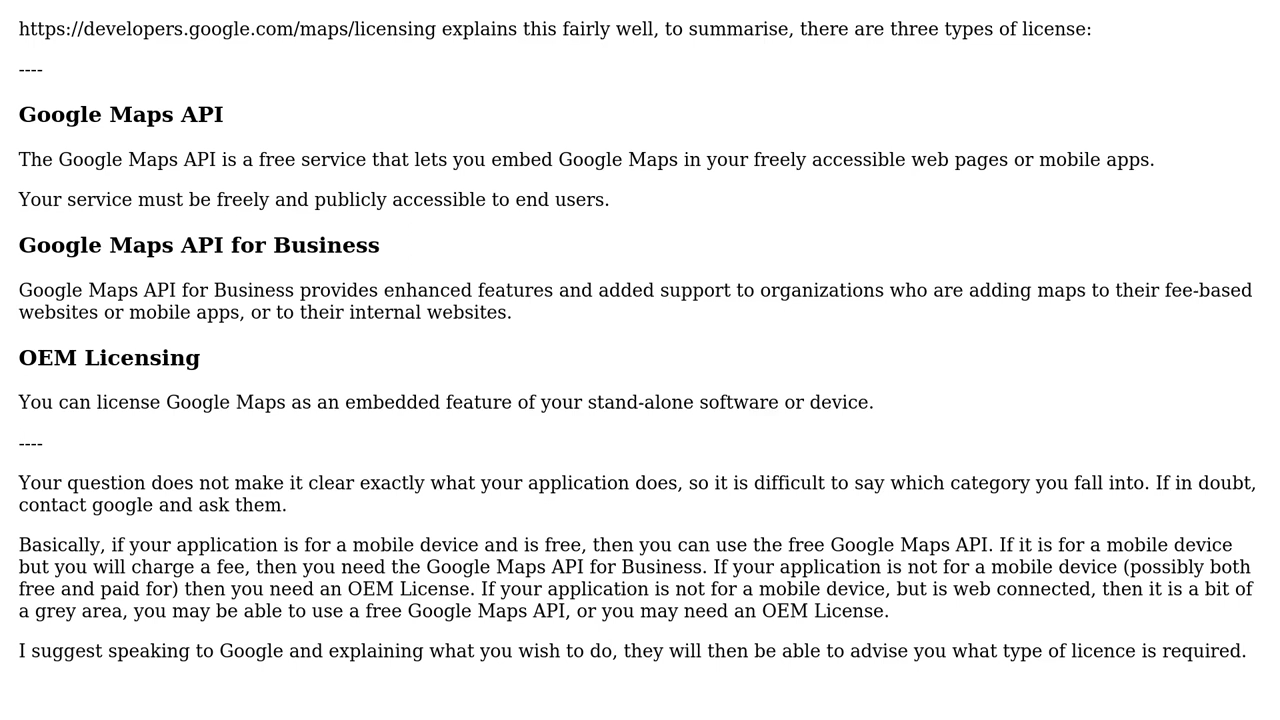 https://developers.google.com/maps/licensing explains this fairly well, to summarise, there are three types of license:
----
Google Maps API
The Google Maps API is a free service that lets you embed Google Maps in your freely accessible web pages or mobile apps.
Your service must be freely and publicly accessible to end users.
Google Maps API for Business
Google Maps API for Business provides enhanced features and added support to organizations who are adding maps to their fee-based
websites or mobile apps, or to their internal websites.
OEM Licensing
You can license Google Maps as an embedded feature of your stand-alone software or device.
----
Your question does not make it clear exactly what your application does, so it is difficult to say which category you fall into. If in doubt,
contact google and ask them.
Basically, if your application is for a mobile device and is free, then you can use the free Google Maps API. If it is for a mobile device
but you will charge a fee, then you need the Google Maps API for Business. If your application is not for a mobile device (possibly both
free and paid for) then you need an OEM License. If your application is not for a mobile device, but is web connected, then it is a bit of
a grey area, you may be able to use a free Google Maps API, or you may need an OEM License.
I suggest speaking to Google and explaining what you wish to do, they will then be able to advise you what type of licence is required.